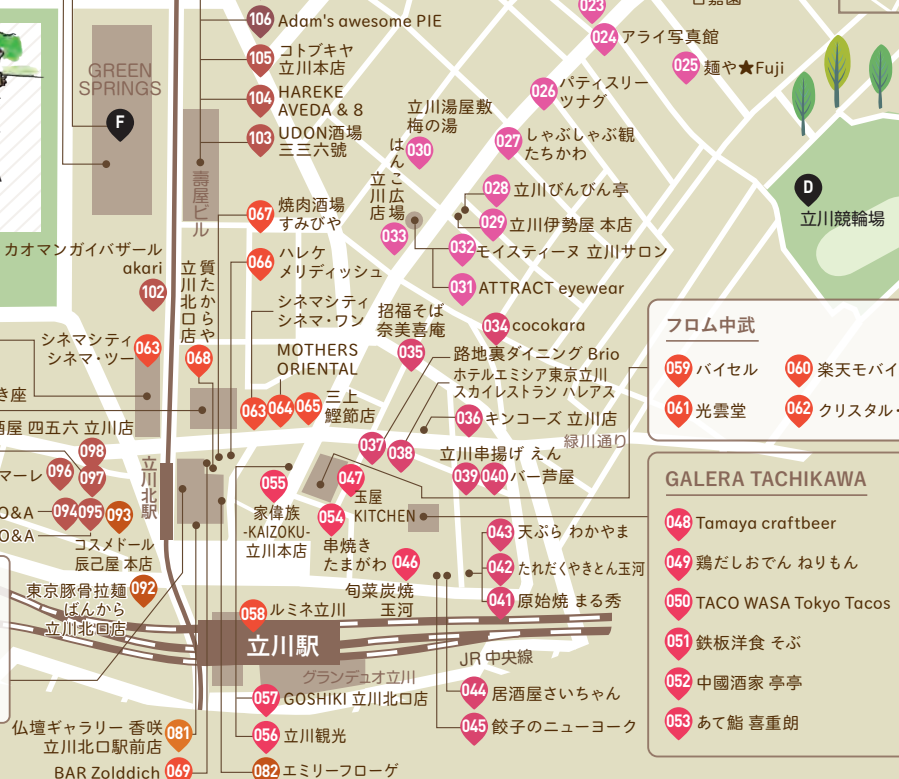 106 Adam's awesome PIE
023
024 アライ写真館
025 麺や★Fuji
105 コトブキヤ
立川本店
GREEN
SPRINGS
F
104 HAREKE
AVEDA & 8
103 UDON酒場
三三六號
壽屋ビル
026 パティスリー
ツナグ
立川湯屋敷
梅の湯
030
027 しゃぶしゃぶ観
たちかわ
028 立川びんびん亭
029 立川伊勢屋 本店
はんこ広場
立川店
033
032 モイスティーヌ 立川サロン
031 ATTRACT eyewear
D
立川競輪場
067 焼肉酒場
すみびや
066 ハレケ
メリディッシュ
カオマンガイバザール
akari
102
質たからや
立川北口店
068
シネマシティ
シネマ・ワン
招福そば
奈美喜庵
035
034 cocokara
シネマシティ
シネマ・ツー
063
MOTHERS
ORIENTAL
路地裏ダイニング Brio
ホテルエミシア東京立川
スカイレストラン ハレアス
063 064 065 三上
鰹節店
036 キンコーズ 立川店
緑川通り
き座
酒屋 四五六 立川店
037
038
立川串揚げ えん
039 040 バー芦屋
フロム中武
059 バイセル
060 楽天モバイ
061 光雲堂
062 クリスタル・
098
マーレ 096
097
立川北駅
O&A 094 095 093
O&A
コスメドール
辰己屋 本店
055
家偉族
-KAIZOKU-
立川本店
047
玉屋
KITCHEN
054
串焼き
たまがわ 046
旬菜炭焼
玉河
043 天ぷら わかやま
042 たれだくやきとん玉河
041 原始焼 まる秀
GALERA TACHIKAWA
048 Tamaya craftbeer
049 鶏だしおでん ねりもん
050 TACO WASA Tokyo Tacos
051 鉄板洋食 そぶ
052 中國酒家 亭亭
053 あて鮨 喜重朗
東京豚骨拉麺 092
ばんから
立川北口店
058 ルミネ立川
立川駅
グランデュオ立川
JR 中央線
057 GOSHIKI 立川北口店
056 立川観光
044 居酒屋さいちゃん
045 餃子のニューヨーク
仏壇ギャラリー 香咲 081
立川北口駅前店
BAR Zolddich 069
082 エミリーフローゲ